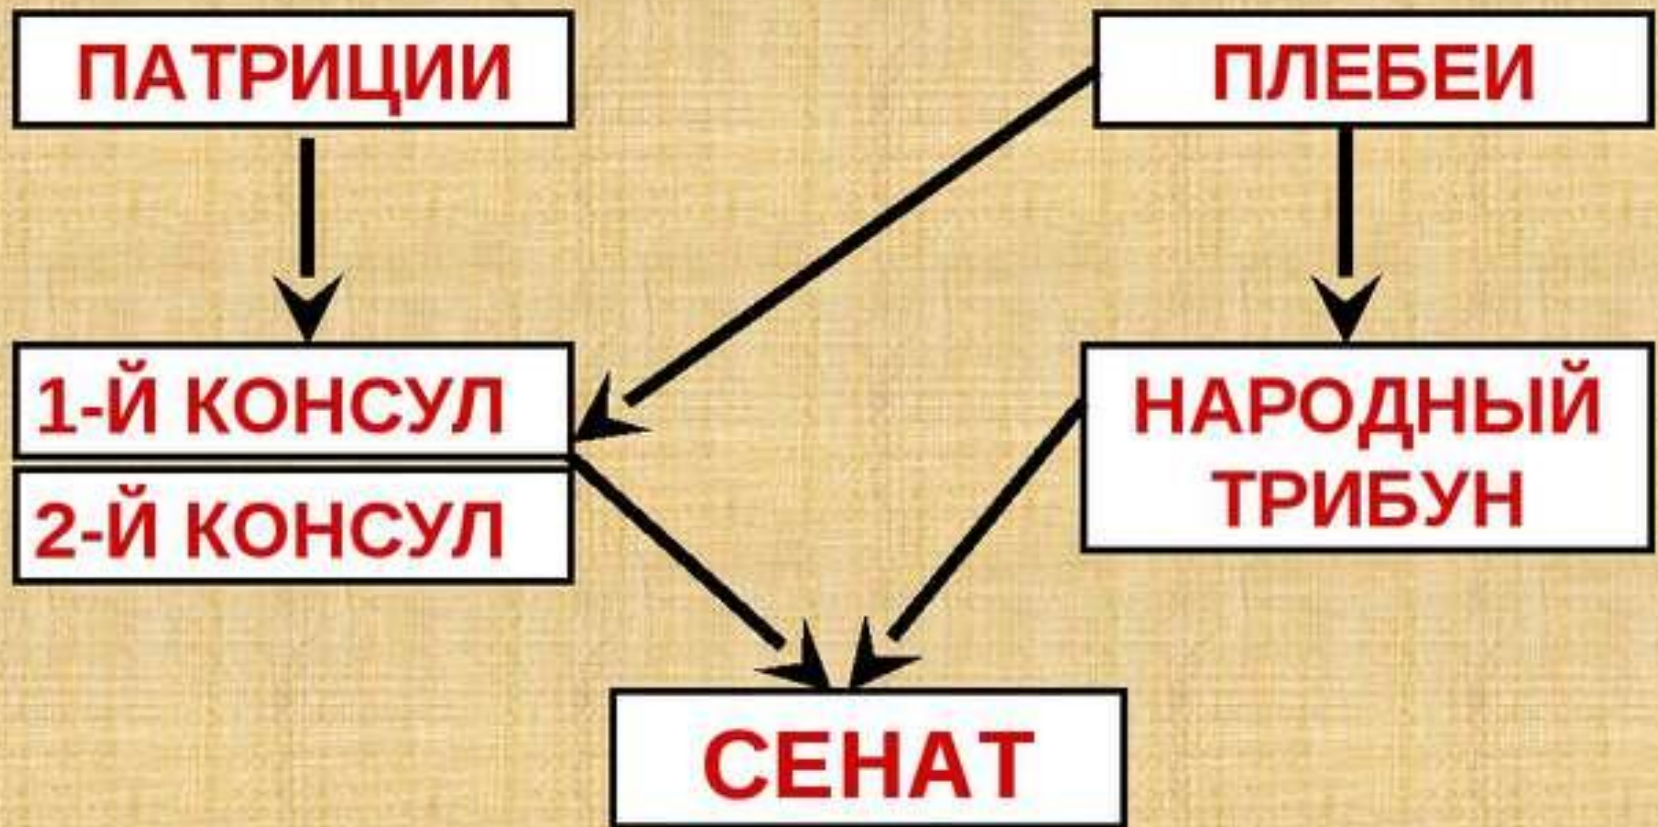 ПАТРИЦИИ
ПЛЕБЕИ
1-Й КОНСУЛ
2-Й КОНСУЛ
НАРОДНЫЙ
ТРИБУН
СЕНАТ